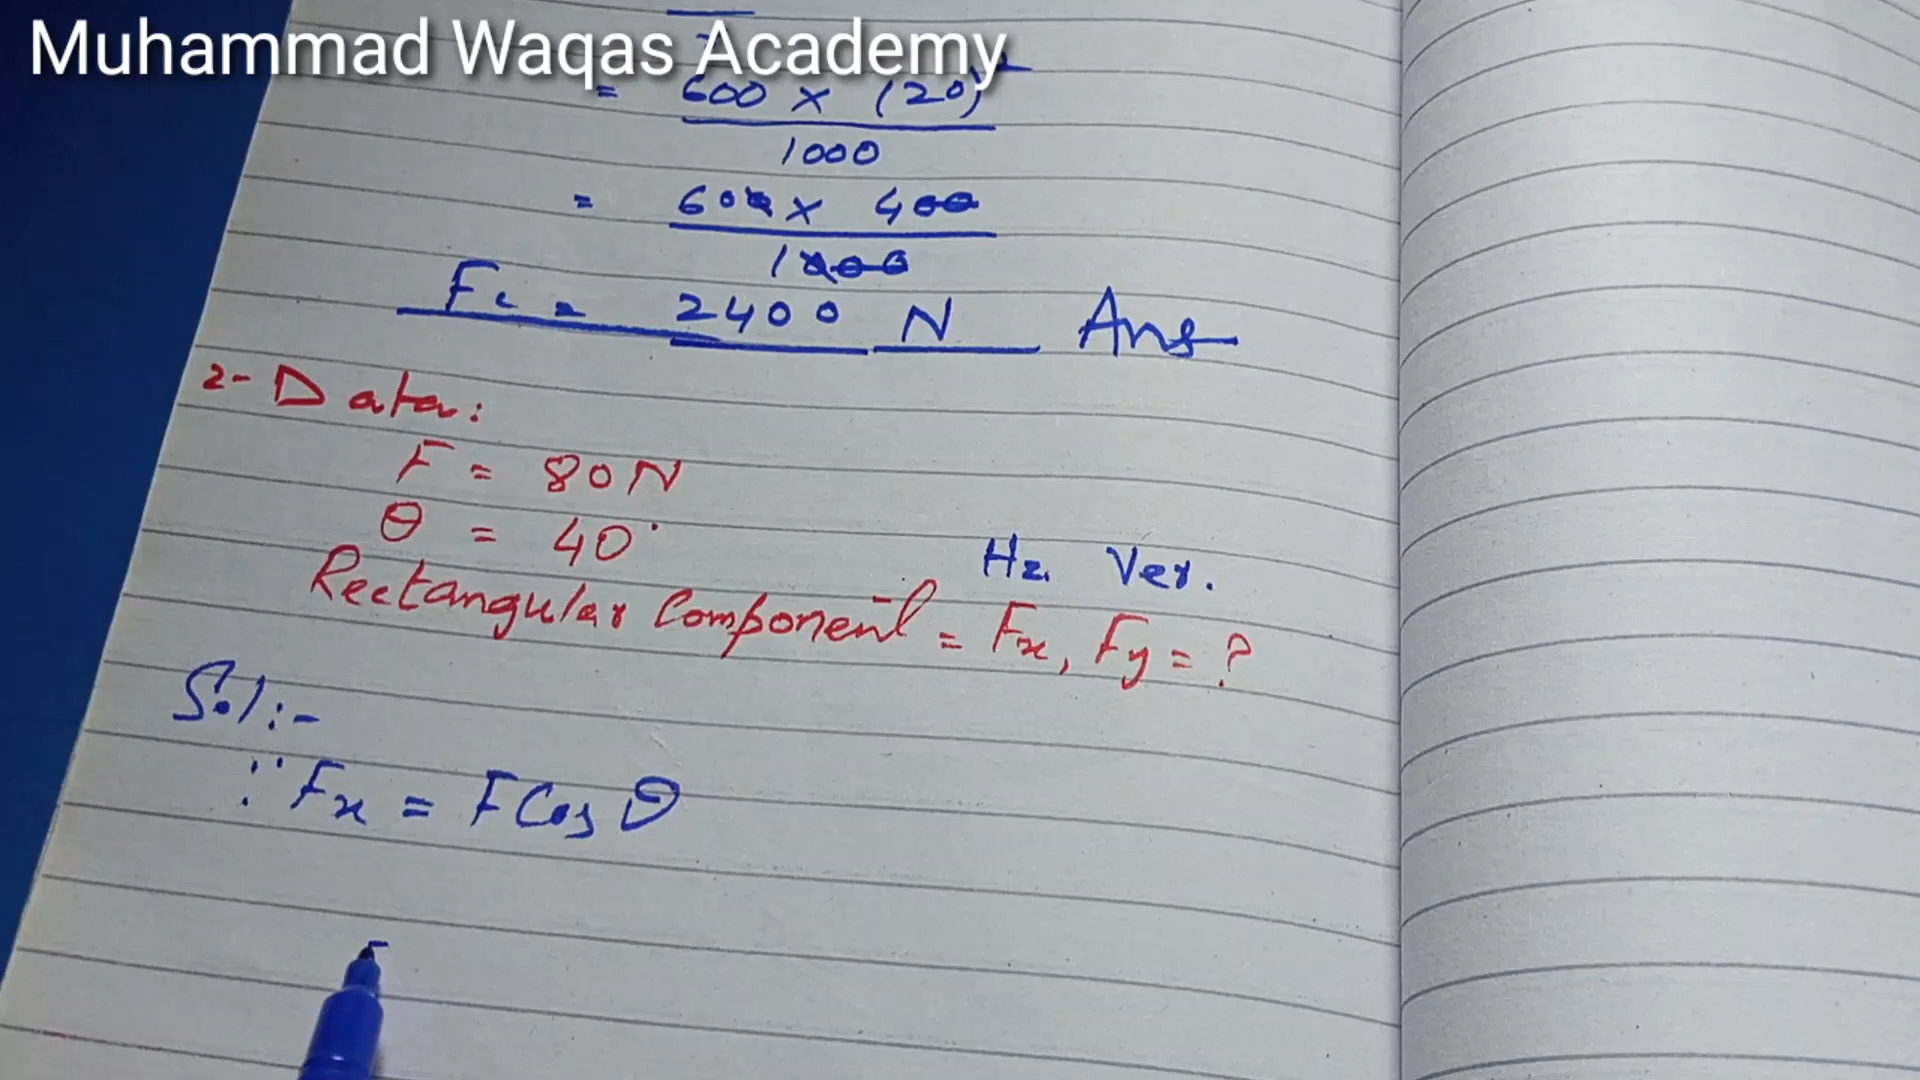 Muhammad Waqas Academy
= 600 x (20)²
1000
= 600 x 400
1000
Fc = 2400 N Ans
2- Data:
F = 80N
θ = 40°
Hz. Ver.
Rectangular Component = Fx, Fy = ?
Sol:-
∵ Fx = F Cos θ